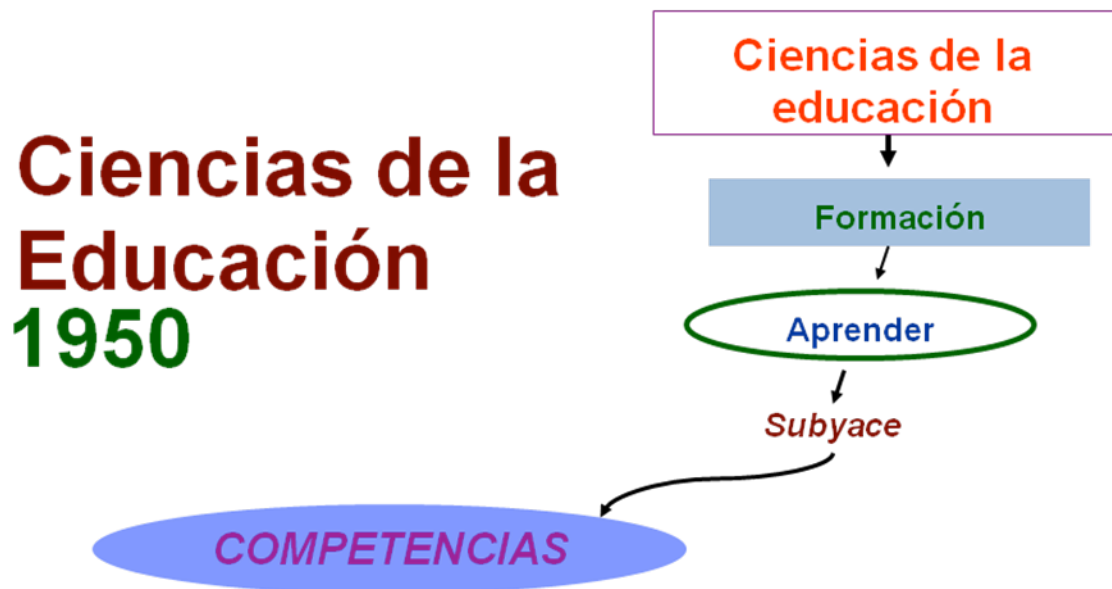 Ciencias de la
Educación
1950
Ciencias de la
educación
Formación
Aprender
Subyace
COMPETENCIAS